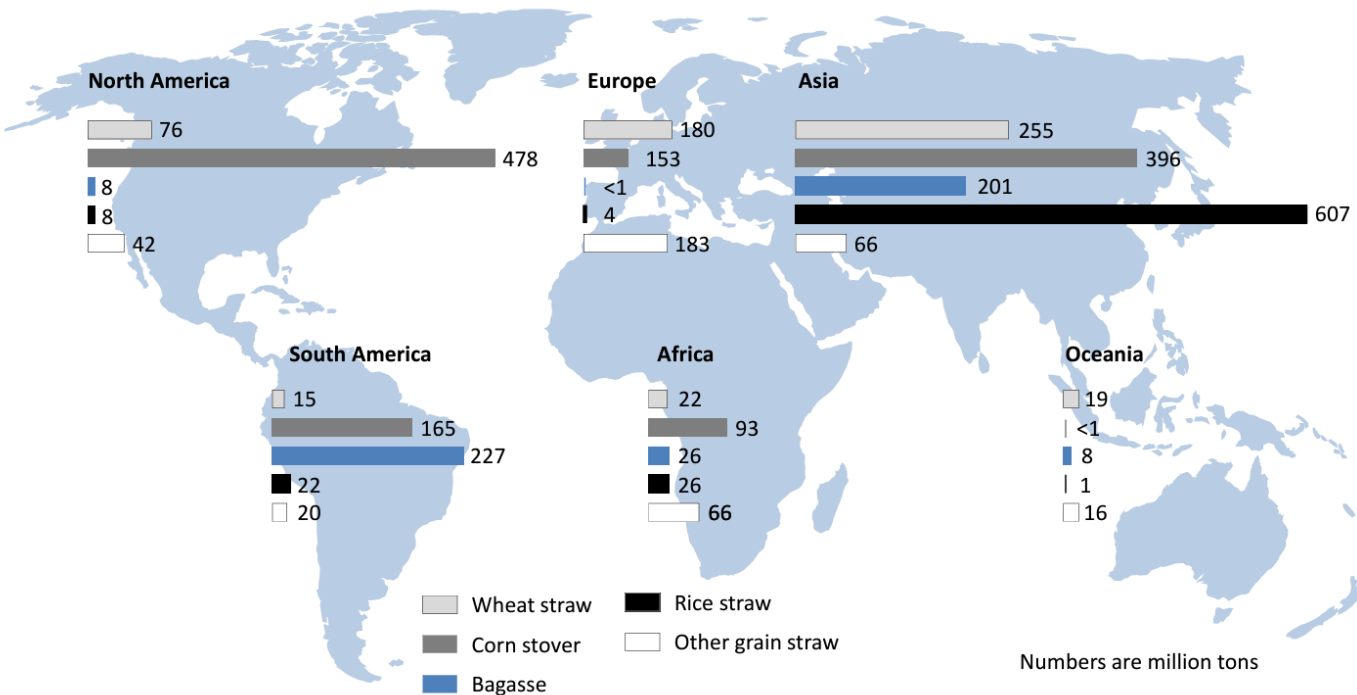 North America
76
478
8
8
42
Europe
180
153
<1
4
183
Asia
255
396
201
607
66
South America
15
165
227
22
20
Africa
22
93
26
26
66
Oceania
19
<1
8
1
16
Wheat straw
Corn stover
Bagasse
Rice straw
Other grain straw
Numbers are million tons